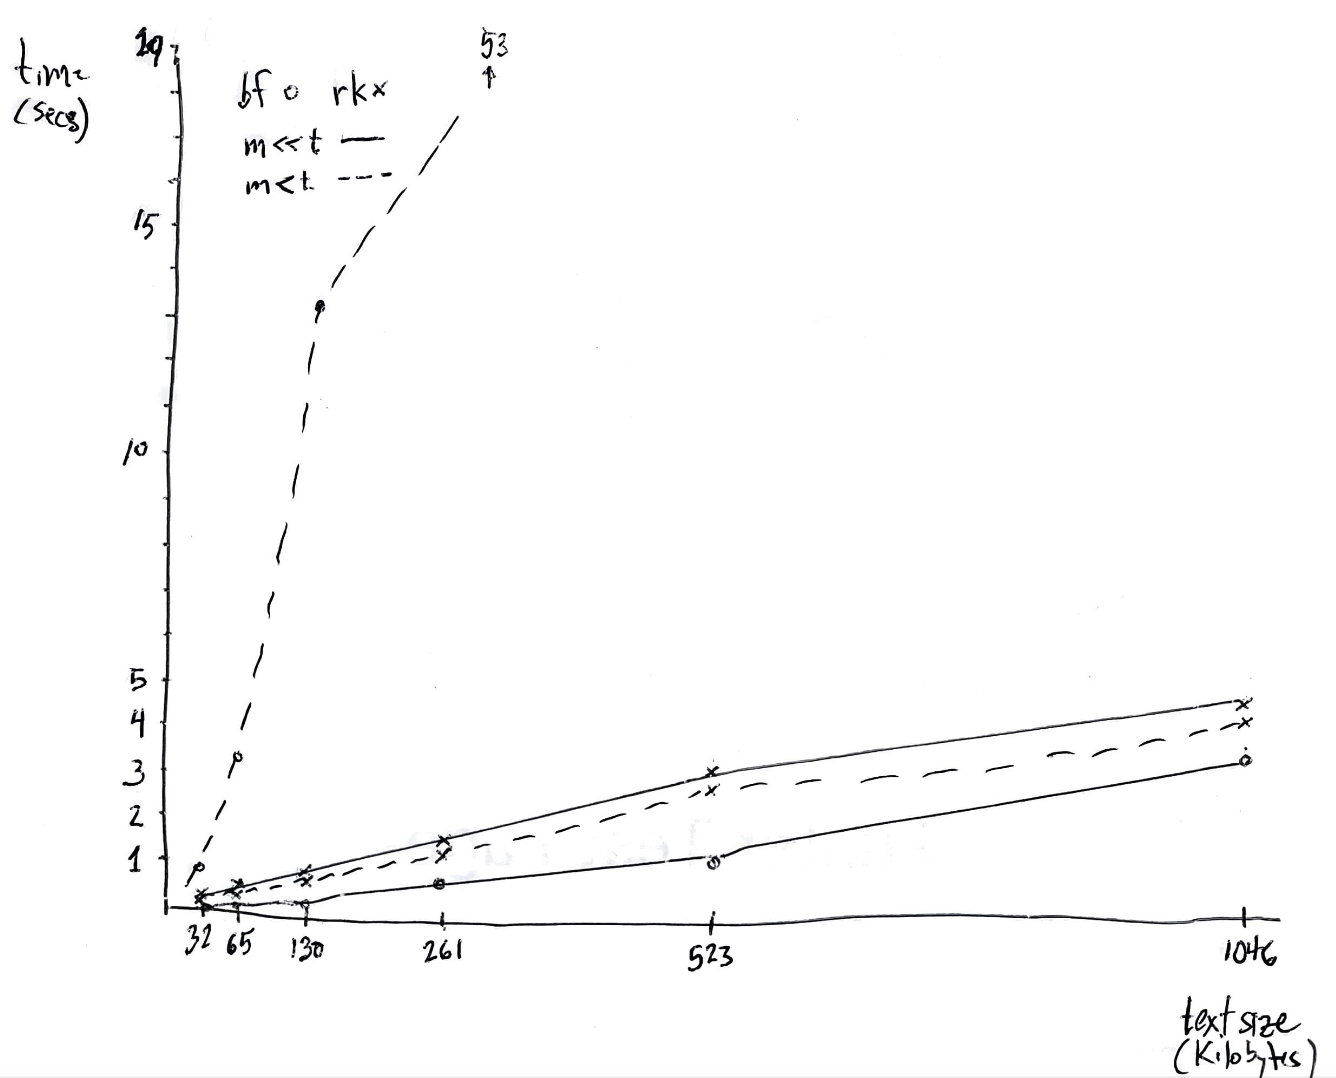 time
(secs)
19
53
bf o rk x
m<<t —
m<t ---
15
10
5
4
3
2
1
32 65 130 261 523 1046
text size
(Kilobytes)